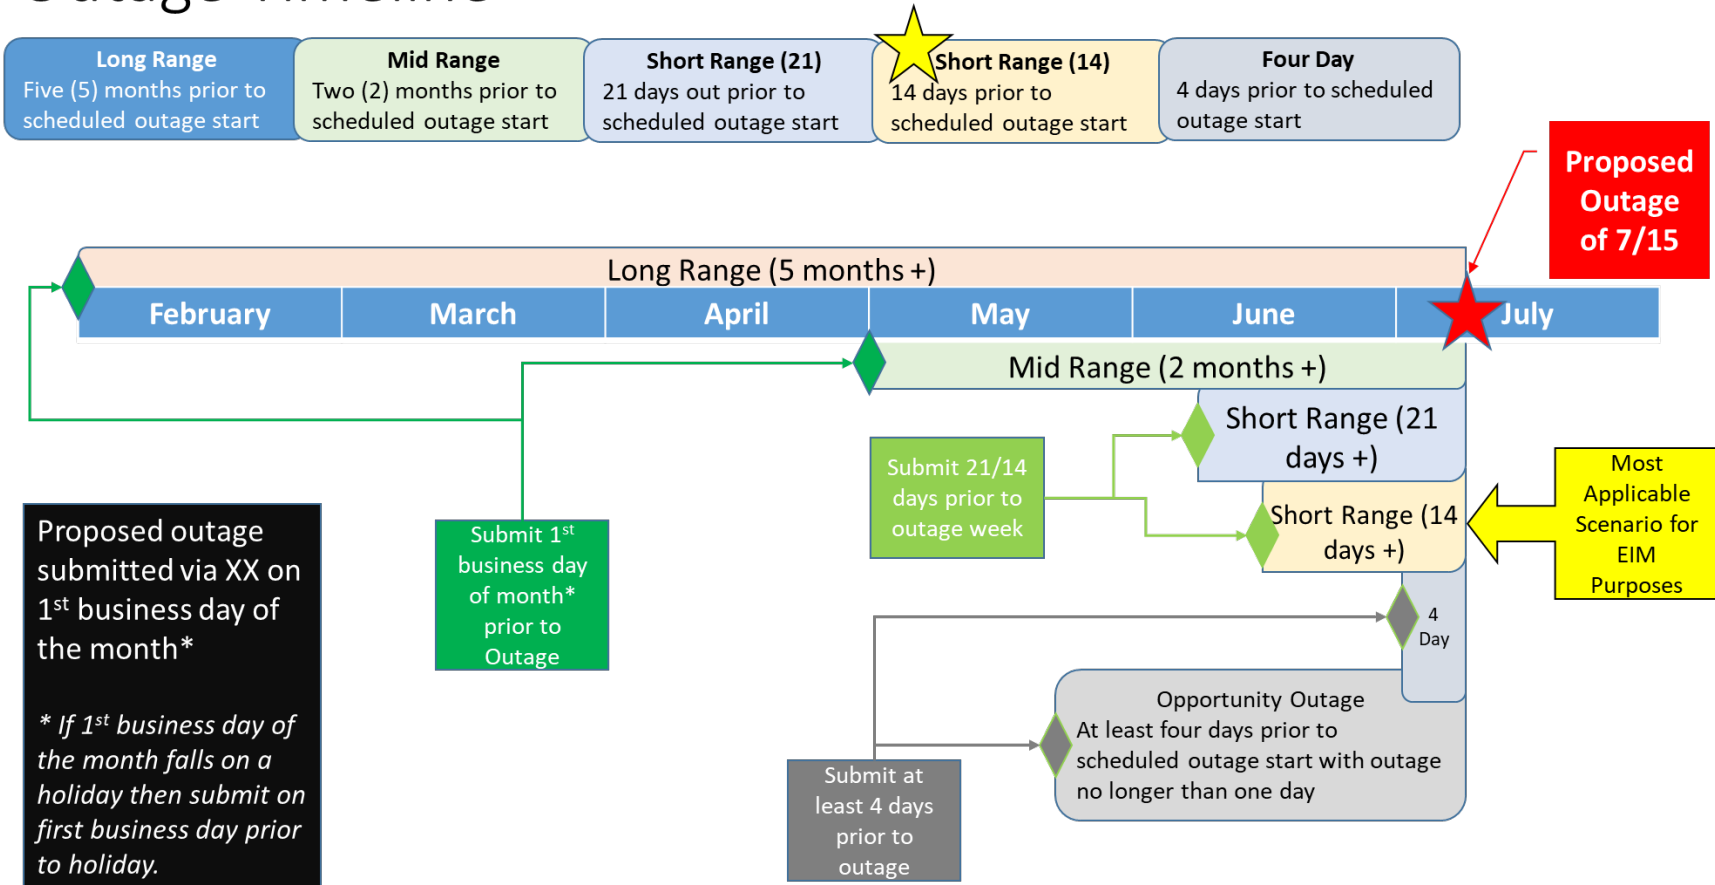 Outage Timeline
Long Range
Five (5) months prior to
scheduled outage start
Mid Range
Two (2) months prior to
scheduled outage start
Short Range (21)
21 days out prior to
scheduled outage start
Short Range (14)
14 days prior to
scheduled outage start
Four Day
4 days prior to scheduled
outage start
Proposed
Outage
of 7/15
Long Range (5 months +)
February
March
April
May
June
July
Mid Range (2 months +)
Short Range (21
days +)
Submit 21/14
days prior to
outage week
Short Range (14
days +)
Most
Applicable
Scenario for
EIM
Purposes
Proposed outage
submitted via XX on
1st business day of
the month*
* If 1st business day of
the month falls on a
holiday then submit on
first business day prior
to holiday.
Submit 1st
business day
of month*
prior to
Outage
4
Day
Opportunity Outage
At least four days prior to
scheduled outage start with outage
no longer than one day
Submit at
least 4 days
prior to
outage